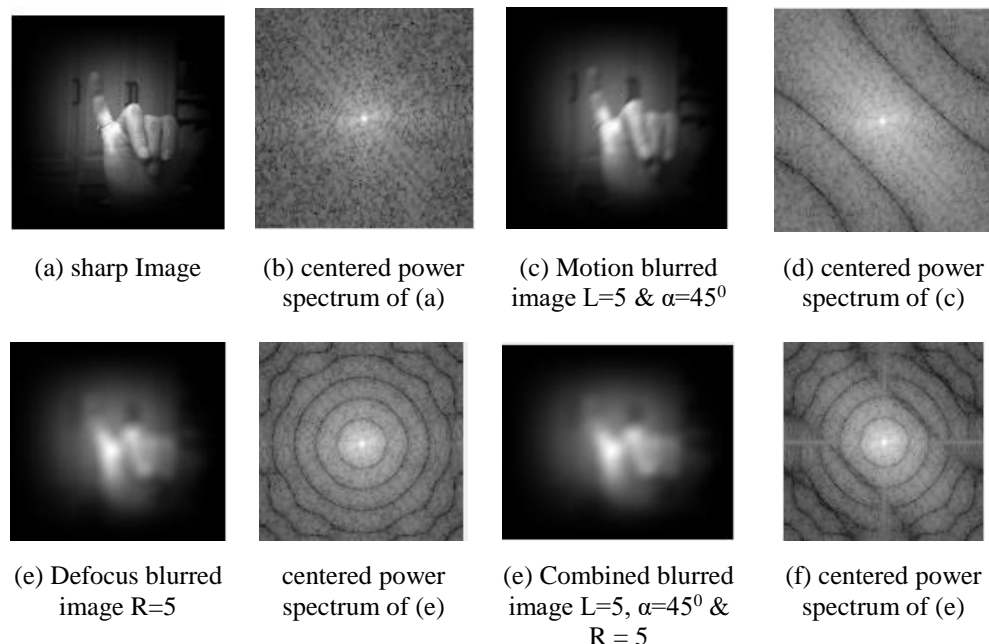 (a) sharp Image
(b) centered power
spectrum of (a)
(c) Motion blurred
image L=5 & α=45⁰
(d) centered power
spectrum of (c)
(e) Defocus blurred
image R=5
centered power
spectrum of (e)
(e) Combined blurred
image L=5, α=45⁰ &
R = 5
(f) centered power
spectrum of (e)